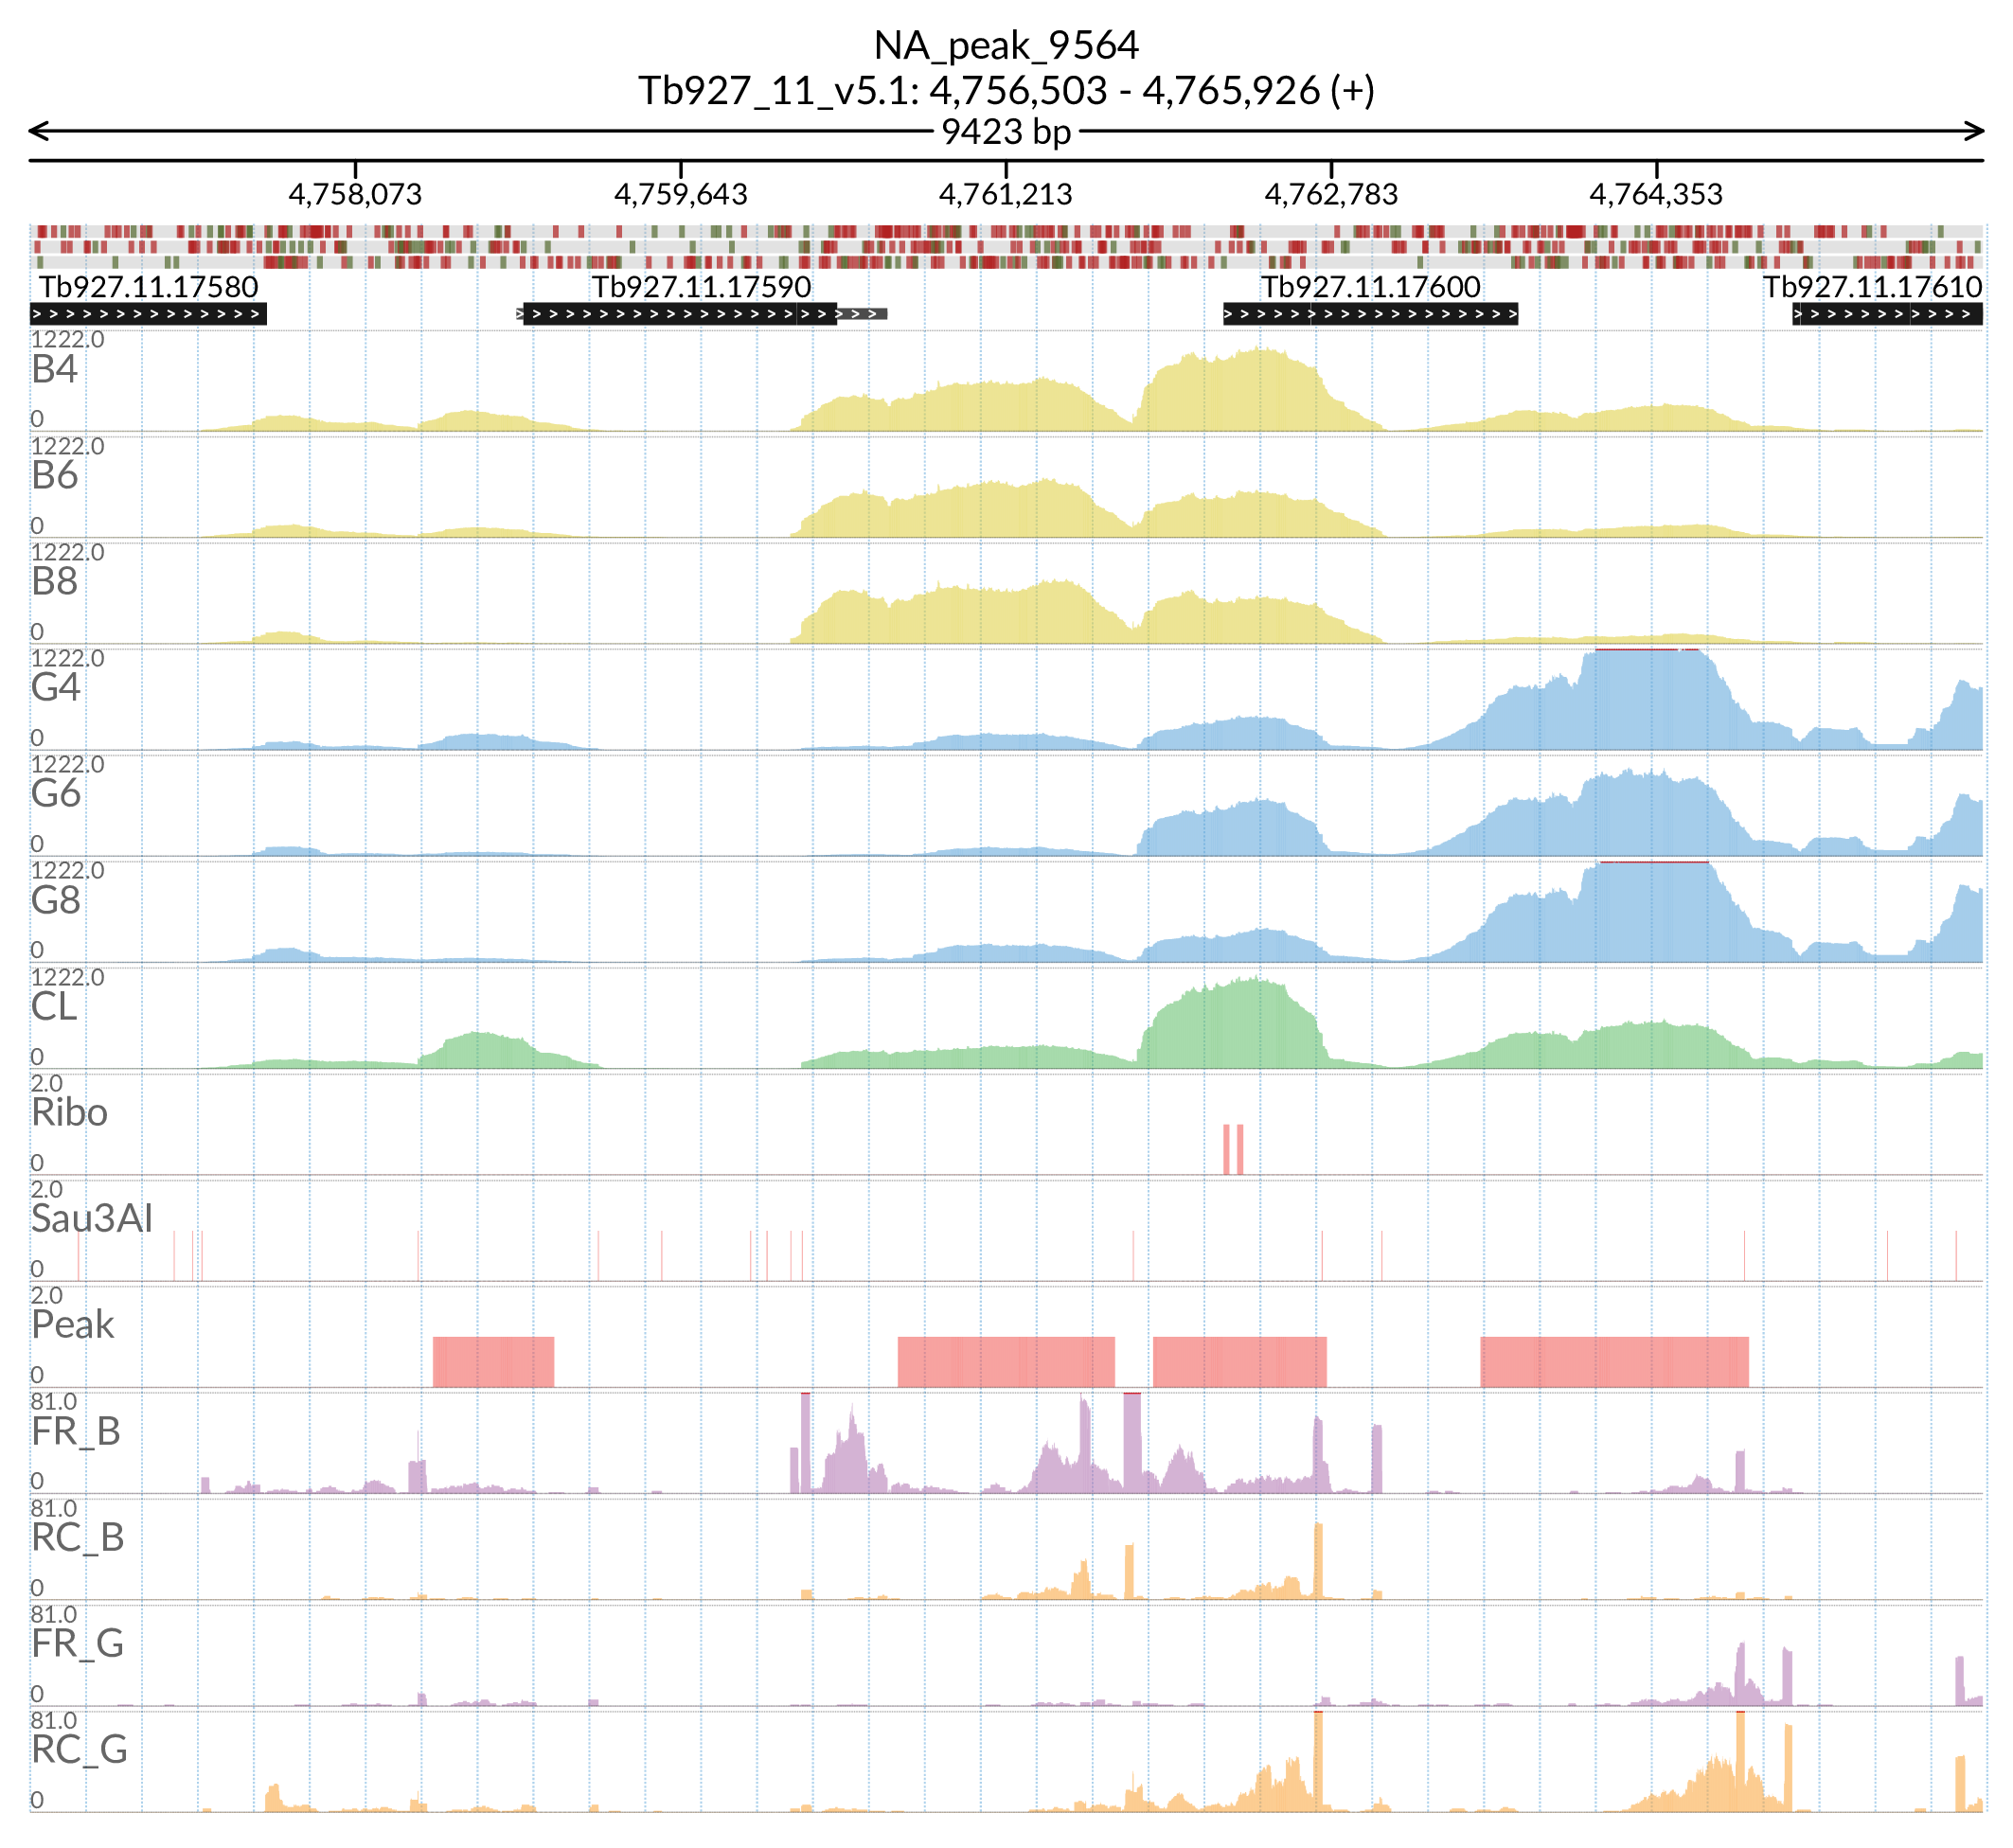 NA_peak_9564
Tb927_11_v5.1: 4,756,503 - 4,765,926 (+)
9423 bp
4,758,073 4,759,643 4,761,213 4,762,783 4,764,353
Tb927.11.17580 Tb927.11.17590 Tb927.11.17600 Tb927.11.17610
1222.0
B4
0
1222.0
B6
0
1222.0
B8
0
1222.0
G4
0
1222.0
G6
0
1222.0
G8
0
1222.0
CL
0
2.0
Ribo
0
2.0
Sau3AI
0
2.0
Peak
0
81.0
FR_B
0
81.0
RC_B
0
81.0
FR_G
0
81.0
RC_G
0